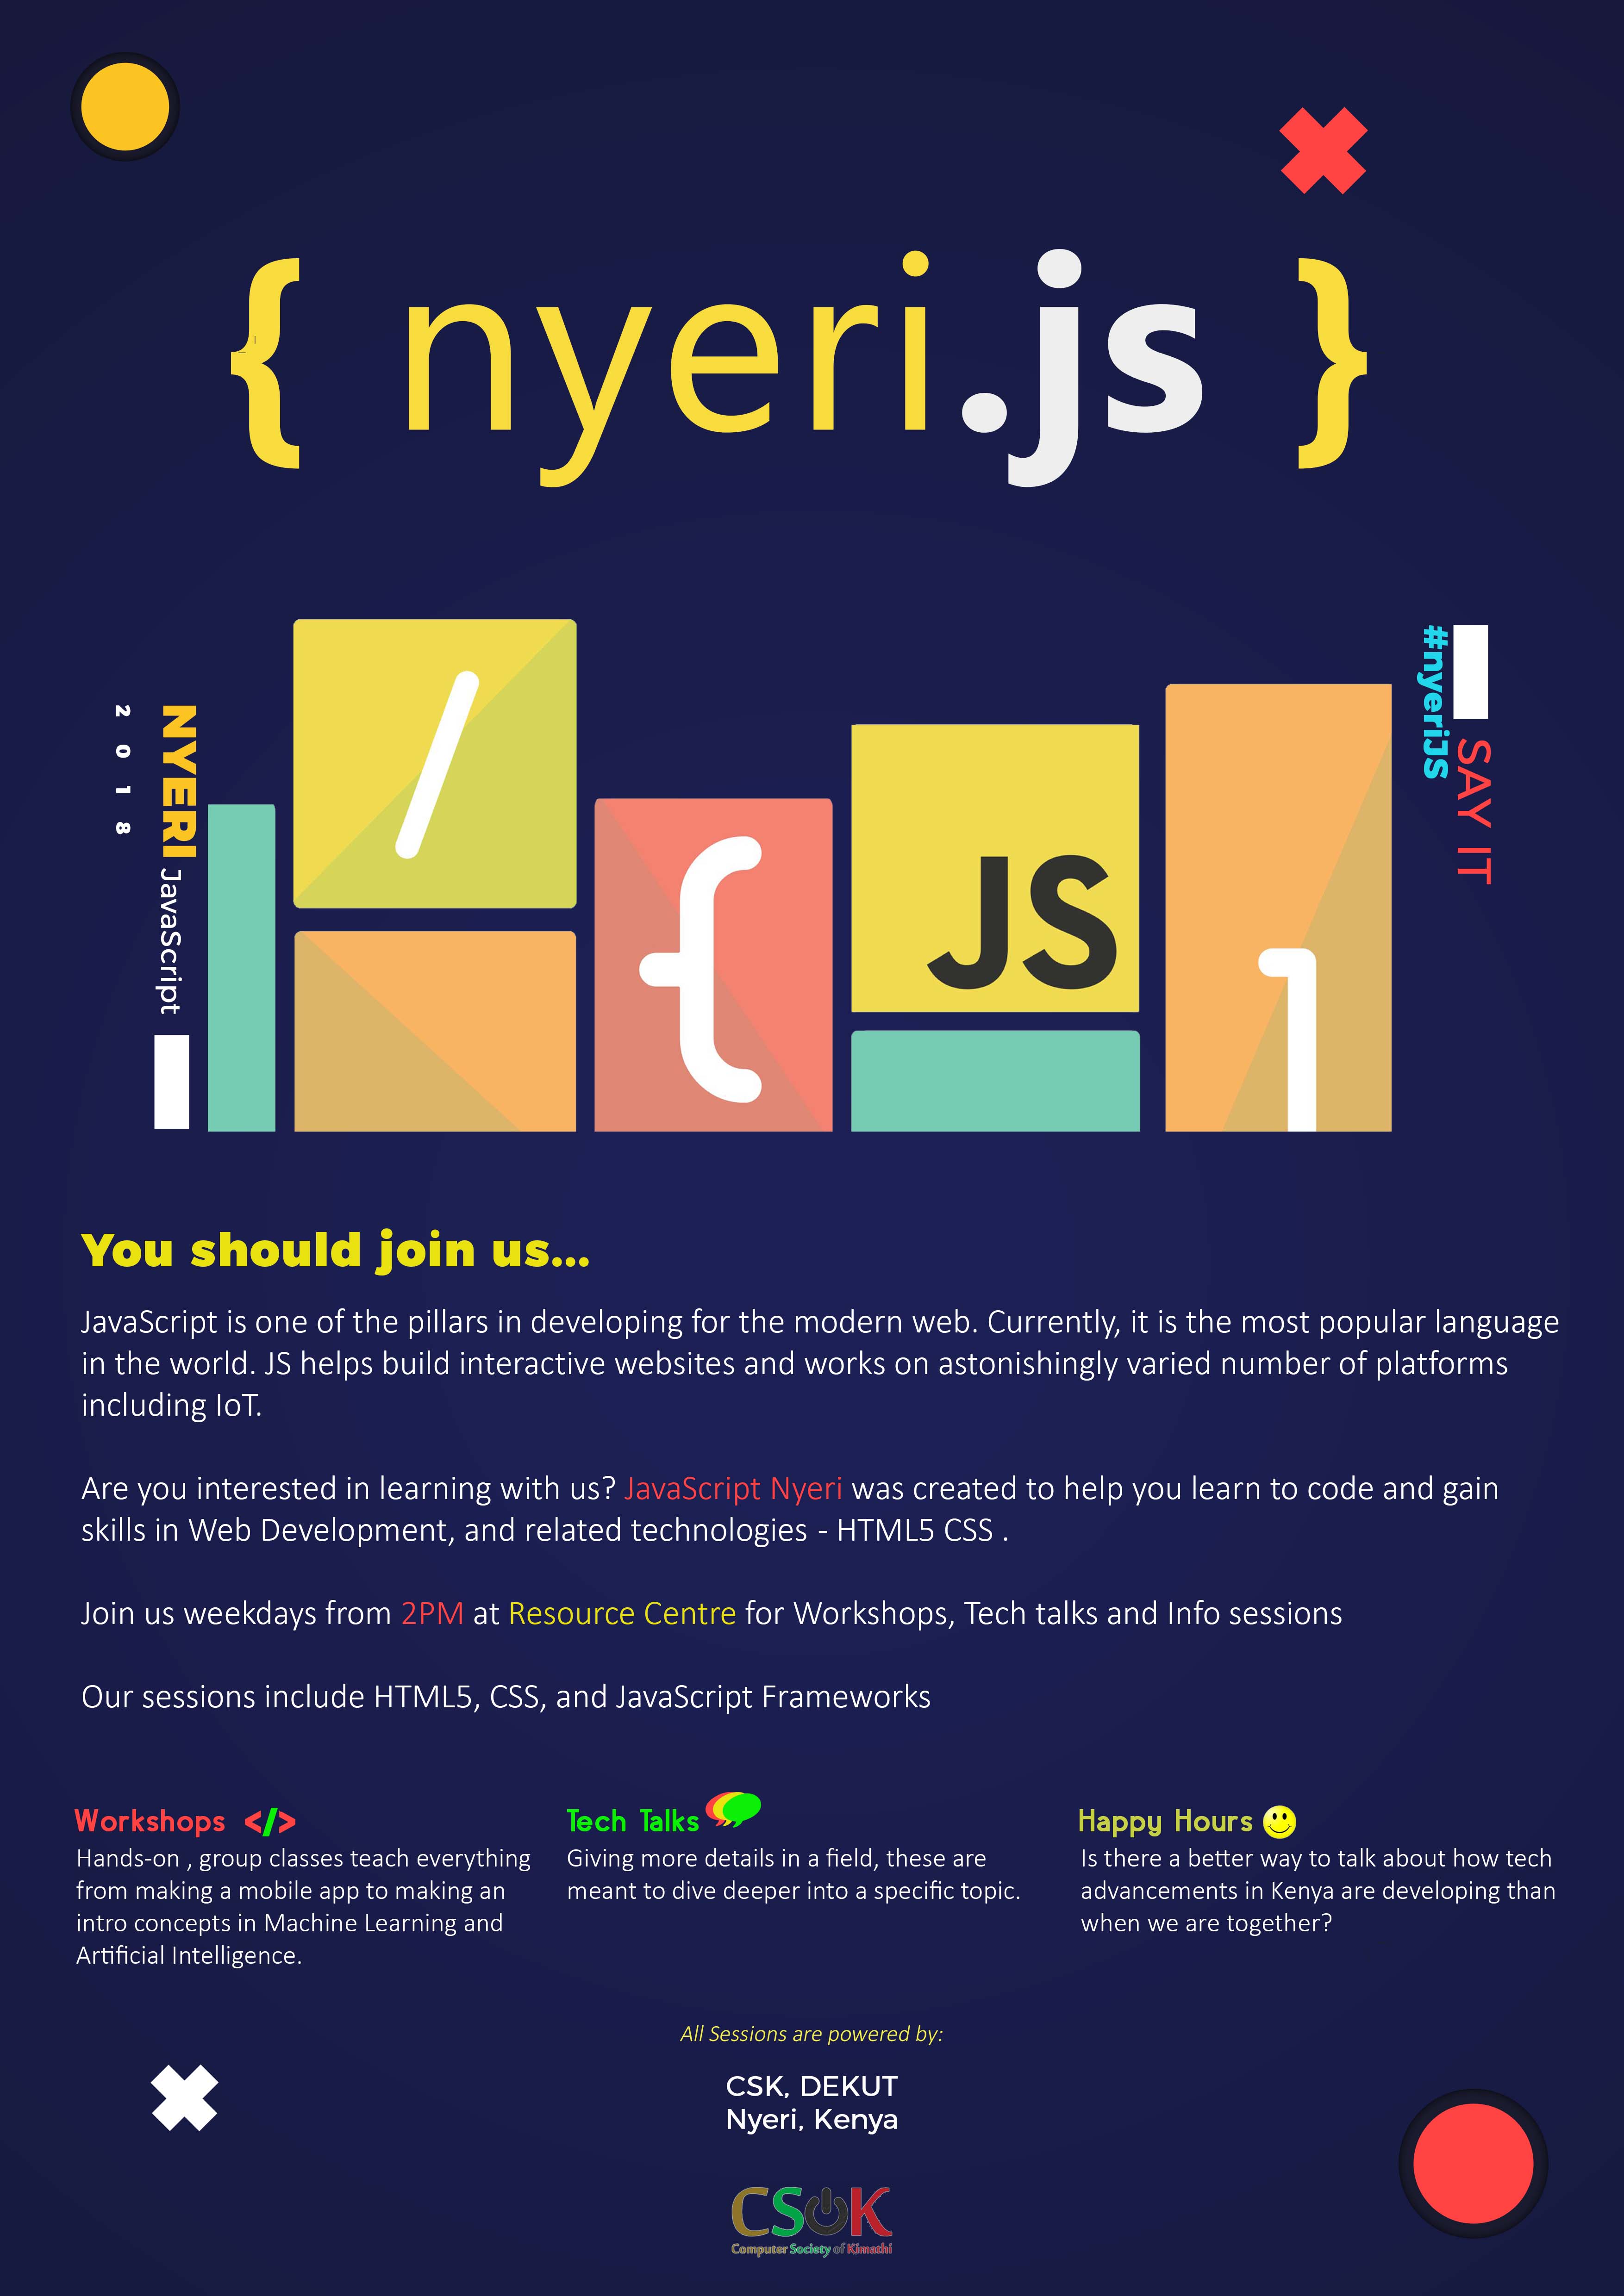 { nyeri.js }
2 0 1 8
NYERI JavaScript
/
{
JS
#nyeriJS
SAY IT
You should join us...
JavaScript is one of the pillars in developing for the modern web. Currently, it is the most popular language
in the world. JS helps build interactive websites and works on astonishingly varied number of platforms
including IoT.
Are you interested in learning with us? JavaScript Nyeri was created to help you learn to code and gain
skills in Web Development, and related technologies - HTML5 CSS .
Join us weekdays from 2PM at Resource Centre for Workshops, Tech talks and Info sessions
Our sessions include HTML5, CSS, and JavaScript Frameworks
Workshops </>
Hands-on , group classes teach everything
from making a mobile app to making an
intro concepts in Machine Learning and
Artificial Intelligence.
Tech Talks
Giving more details in a field, these are
meant to dive deeper into a specific topic.
Happy Hours
Is there a better way to talk about how tech
advancements in Kenya are developing than
when we are together?
All Sessions are powered by:
CSK, DEKUT
Nyeri, Kenya
CSK
Computer Society of Kimathi